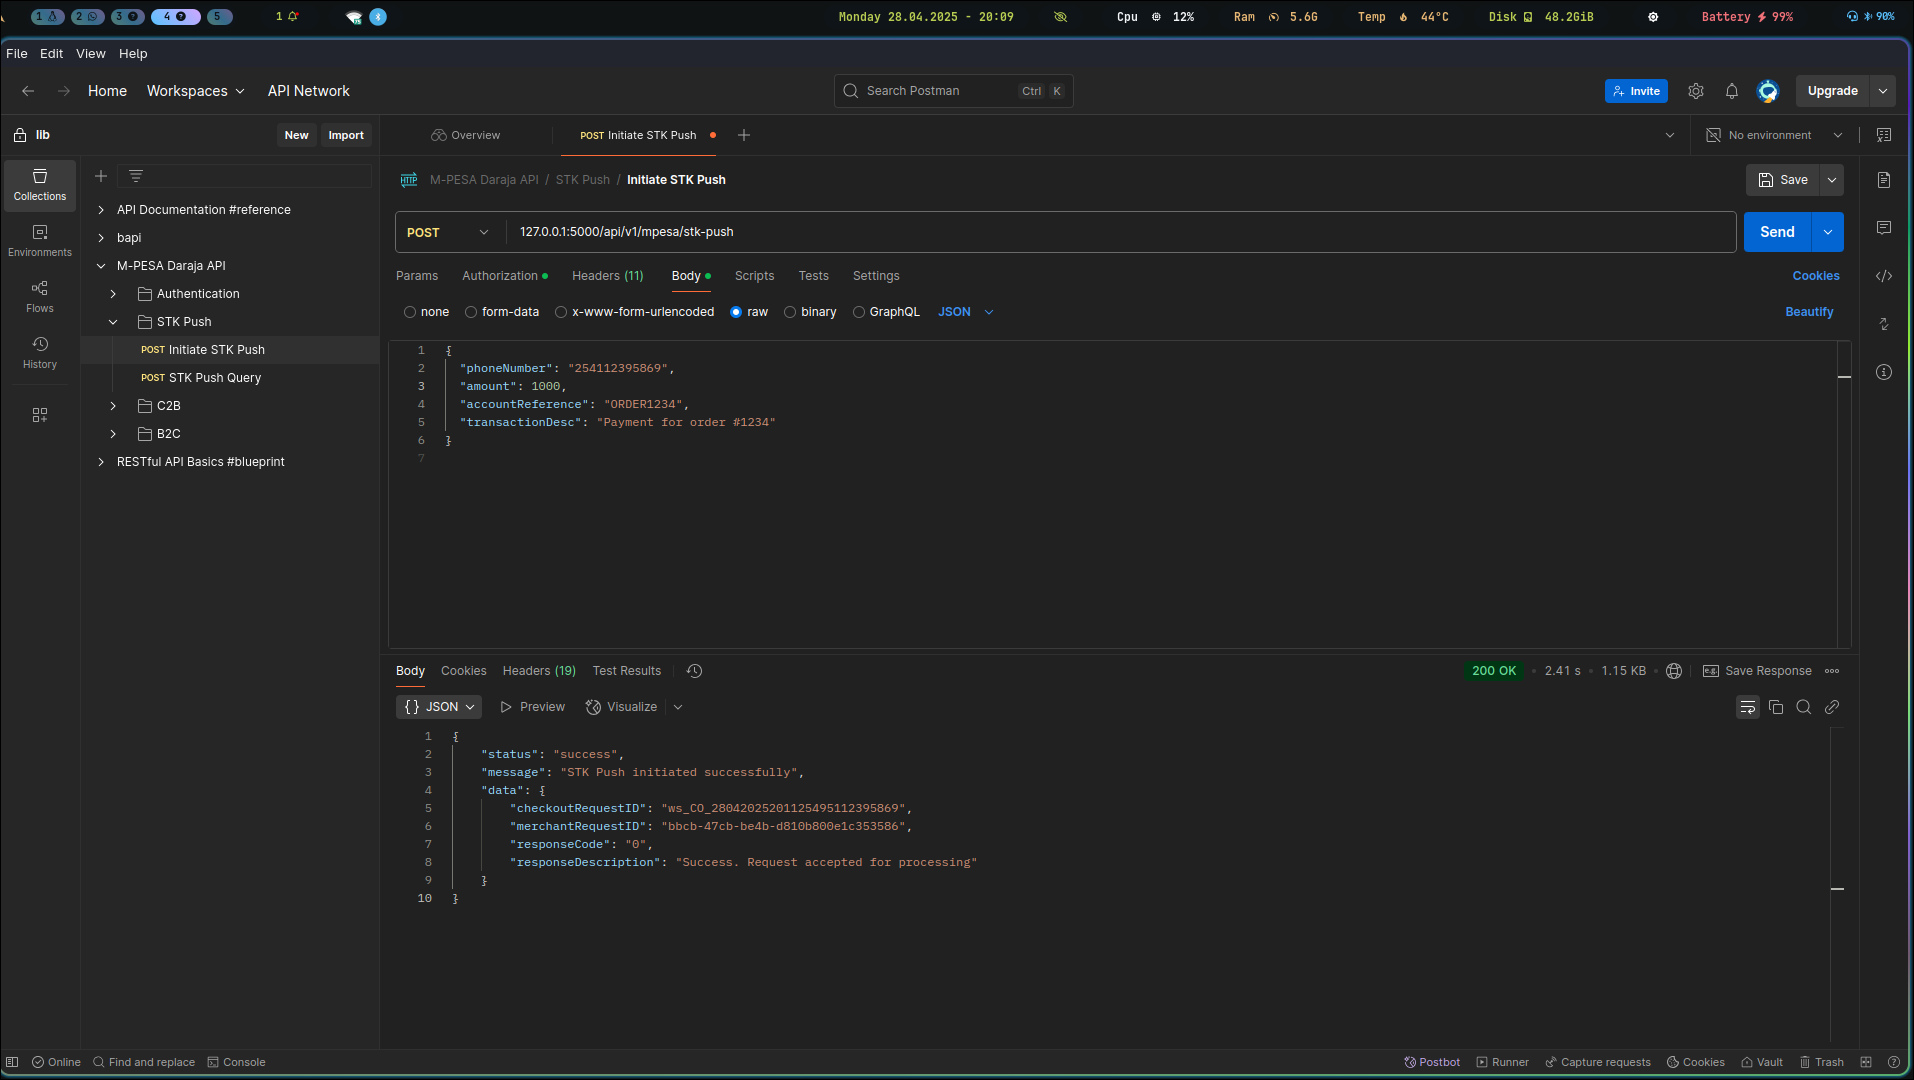 1 2 3 4 5 1 Monday 28.04.2025 - 20:09 Cpu 12% Ram 5.6G Temp 44°C Disk 48.2GiB Battery 99% 90%
File Edit View Help
Home Workspaces API Network Search Postman Ctrl K Invite Upgrade
lib New Import Overview POST Initiate STK Push No environment
Collections
Environments
Flows
History
API Documentation #reference
bapi
M-PESA Daraja API
Authentication
STK Push
POST Initiate STK Push
POST STK Push Query
C2B
B2C
RESTful API Basics #blueprint
HTTP M-PESA Daraja API / STK Push / Initiate STK Push Save
POST 127.0.0.1:5000/api/v1/mpesa/stk-push Send
Params Authorization Headers (11) Body Scripts Tests Settings Cookies
none form-data x-www-form-urlencoded raw binary GraphQL JSON Beautify
1 {
2 "phoneNumber": "254112395869",
3 "amount": 1000,
4 "accountReference": "ORDER1234",
5 "transactionDesc": "Payment for order #1234"
6 }
7
Body Cookies Headers (19) Test Results 200 OK • 2.41 s • 1.15 KB • e.g. Save Response
{} JSON Preview Visualize
1 {
2 "status": "success",
3 "message": "STK Push initiated successfully",
4 "data": {
5 "checkoutRequestID": "ws_CO_28042025201125495112395869",
6 "merchantRequestID": "bbcb-47cb-be4b-d810b800e1c353586",
7 "responseCode": "0",
8 "responseDescription": "Success. Request accepted for processing"
9 }
10 }
Online Find and replace Console Postbot Runner Capture requests Cookies Vault Trash